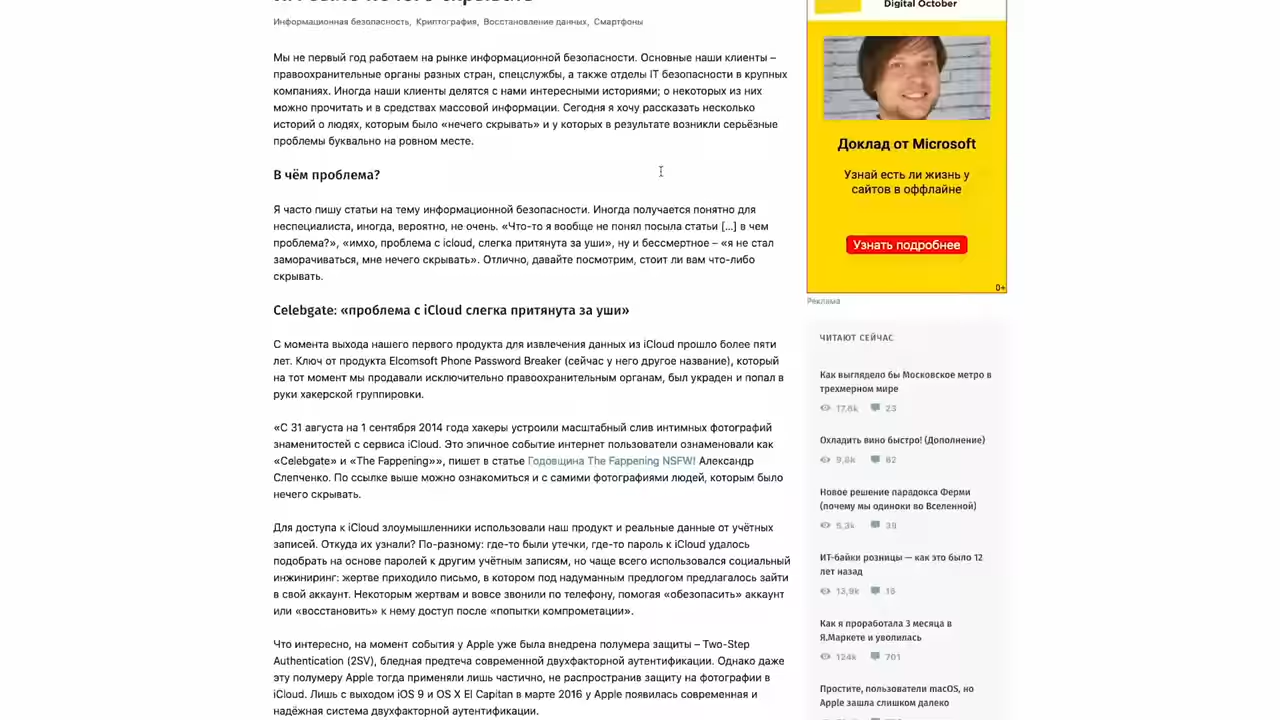 Информационная безопасность, Криптография, Восстановление данных, Смартфоны
Мы не первый год работаем на рынке информационной безопасности. Основные наши клиенты –
правоохранительные органы разных стран, спецслужбы, а также отделы IT безопасности в крупных
компаниях. Иногда наши клиенты делятся с нами интересными историями; о некоторых из них
можно прочитать и в средствах массовой информации. Сегодня я хочу рассказать несколько
историй о людях, которым было «нечего скрывать» и у которых в результате возникли серьёзные
проблемы буквально на ровном месте.
В чём проблема?
Я часто пишу статьи на тему информационной безопасности. Иногда получается понятно для
неспециалиста, иногда, вероятно, не очень. «Что-то я вообще не понял посыла статьи [...] в чем
проблема?», «имхо, проблема с icloud, слегка притянута за уши», ну и бессмертное – «я не стал
заморачиваться, мне нечего скрывать». Отлично, давайте посмотрим, стоит ли вам что-либо
скрывать.
Celebgate: «проблема с iCloud слегка притянута за уши»
С момента выхода нашего первого продукта для извлечения данных из iCloud прошло более пяти
лет. Ключ от продукта Elcomsoft Phone Password Breaker (сейчас у него другое название), который
на тот момент мы продавали исключительно правоохранительным органам, был украден и попал в
руки хакерской группировки.
«С 31 августа на 1 сентября 2014 года хакеры устроили масштабный слив интимных фотографий
знаменитостей с сервиса iCloud. Это эпичное событие интернет пользователи ознаменовали как
«Celebgate» и «The Fappening»», пишет в статье Годовщина The Fappening NSFW! Александр
Слепченко. По ссылке выше можно ознакомиться и с самими фотографиями людей, которым было
нечего скрывать.
Для доступа к iCloud злоумышленники использовали наш продукт и реальные данные от учётных
записей. Откуда их узнали? По-разному: где-то были утечки, где-то пароль к iCloud удалось
подобрать на основе паролей к другим учётным записям, но чаще всего использовался социальный
инжиниринг: жертве приходило письмо, в котором под надуманным предлогом предлагалось зайти
в свой аккаунт. Некоторым жертвам и вовсе звонили по телефону, помогая «обезопасить» аккаунт
или «восстановить» к нему доступ после «попытки компрометации».
Что интересно, на момент события у Apple уже была внедрена полумера защиты – Two-Step
Authentication (2SV), бледная предтеча современной двухфакторной аутентификации. Однако даже
эту полумеру Apple тогда применяли лишь частично, не распространив защиту на фотографии в
iCloud. Лишь с выходом iOS 9 и OS X El Capitan в марте 2016 у Apple появилась современная и
надёжная система двухфакторной аутентификации.
Digital October
Доклад от Microsoft
Узнай есть ли жизнь у
сайтов в оффлайне
Узнать подробнее
0+
Реклама
ЧИТАЮТ СЕЙЧАС
Как выглядело бы Московское метро в
трехмерном мире
17,6k 23
Охладить вино быстро! (Дополнение)
9,8k 62
Новое решение парадокса Ферми
(почему мы одиноки во Вселенной)
5,3k 39
ИТ-байки розницы — как это было 12
лет назад
13,9k 16
Как я проработала 3 месяца в
Я.Маркете и уволилась
124k 701
Простите, пользователи macOS, но
Apple зашла слишком далеко